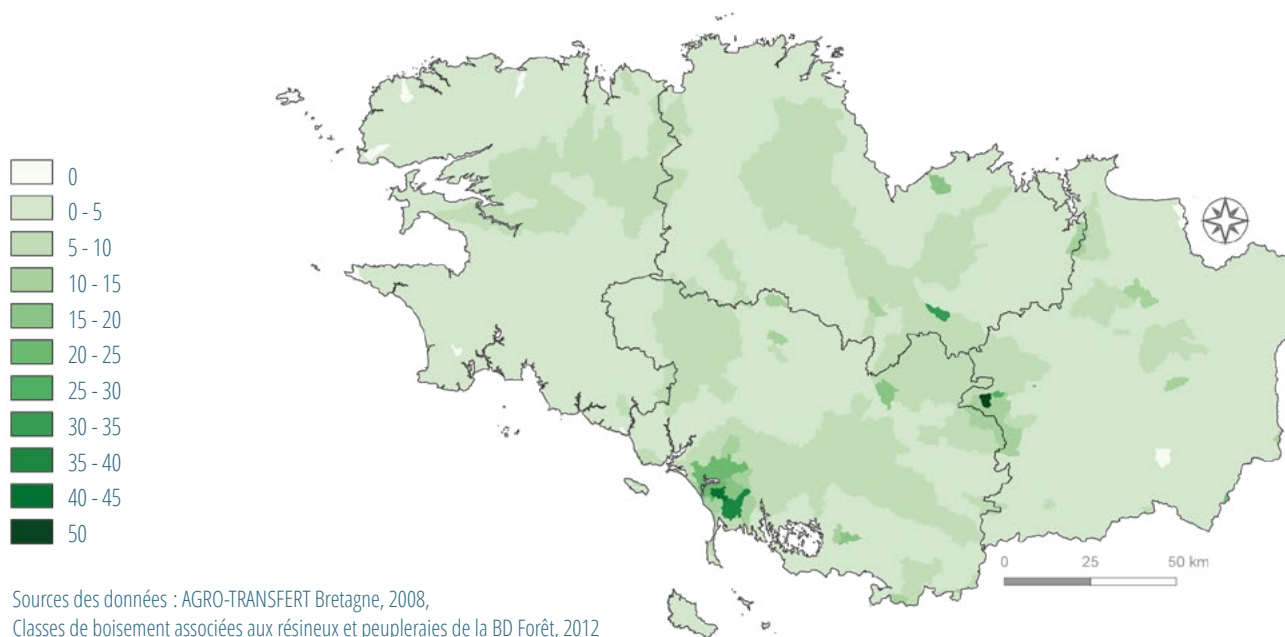 0
0 - 5
5 - 10
10 - 15
15 - 20
20 - 25
25 - 30
30 - 35
35 - 40
40 - 45
50
0 25 50 km
Sources des données : AGRO-TRANSFERT Bretagne, 2008,
Classes de boisement associées aux résineux et peupleraies de la BD Forêt, 2012